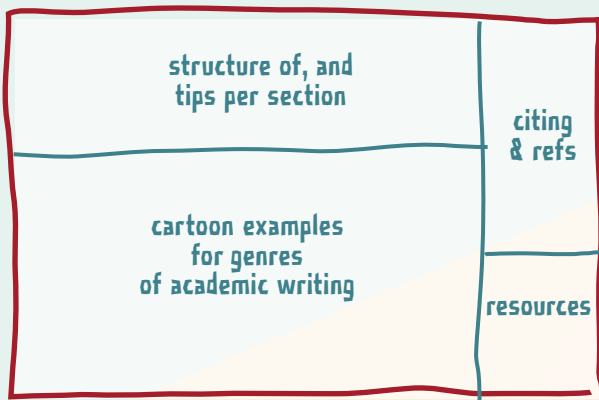 structure of, and
tips per section
citing
& refs
cartoon examples
for genres
of academic writing
resources